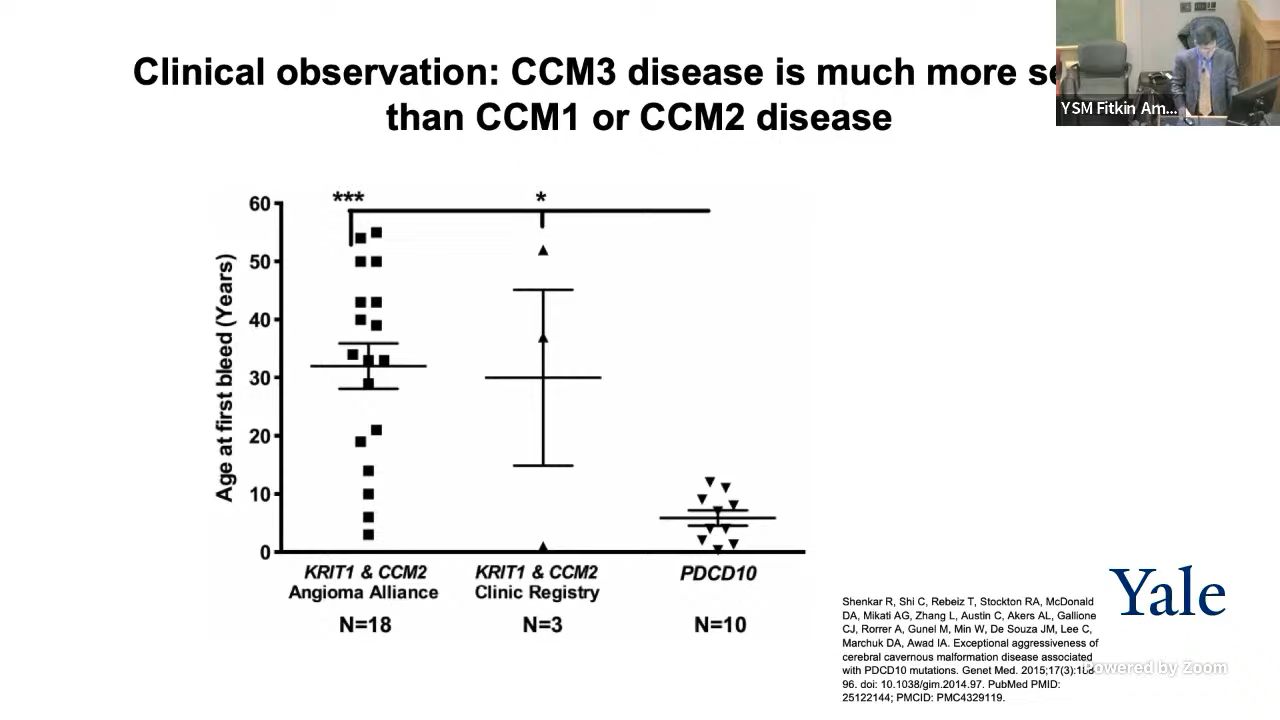 Clinical observation: CCM3 disease is much more
than CCM1 or CCM2 disease
YSM Fitkin Am...
***
*
60
50
40
30
20
10
0
Age at first bleed (Years)
KRIT1 & CCM2
Angioma Alliance
N=18
KRIT1 & CCM2
Clinic Registry
N=3
PDCD10
N=10
Shenkar R, Shi C, Rebeiz T, Stockton RA, McDonald
DA, Mikati AG, Zhang L, Austin C, Akers AL, Gallione
CJ, Rorrer A, Gunel M, Min W, De Souza JM, Lee C,
Marchuk DA, Awad IA. Exceptional aggressiveness of
cerebral cavernous malformation disease associated
with PDCD10 mutations. Genet Med. 2015;17(3):188-
96. doi: 10.1038/gim.2014.97. PubMed PMID:
25122144; PMCID: PMC4329119.
Yale
Powered by Zoom